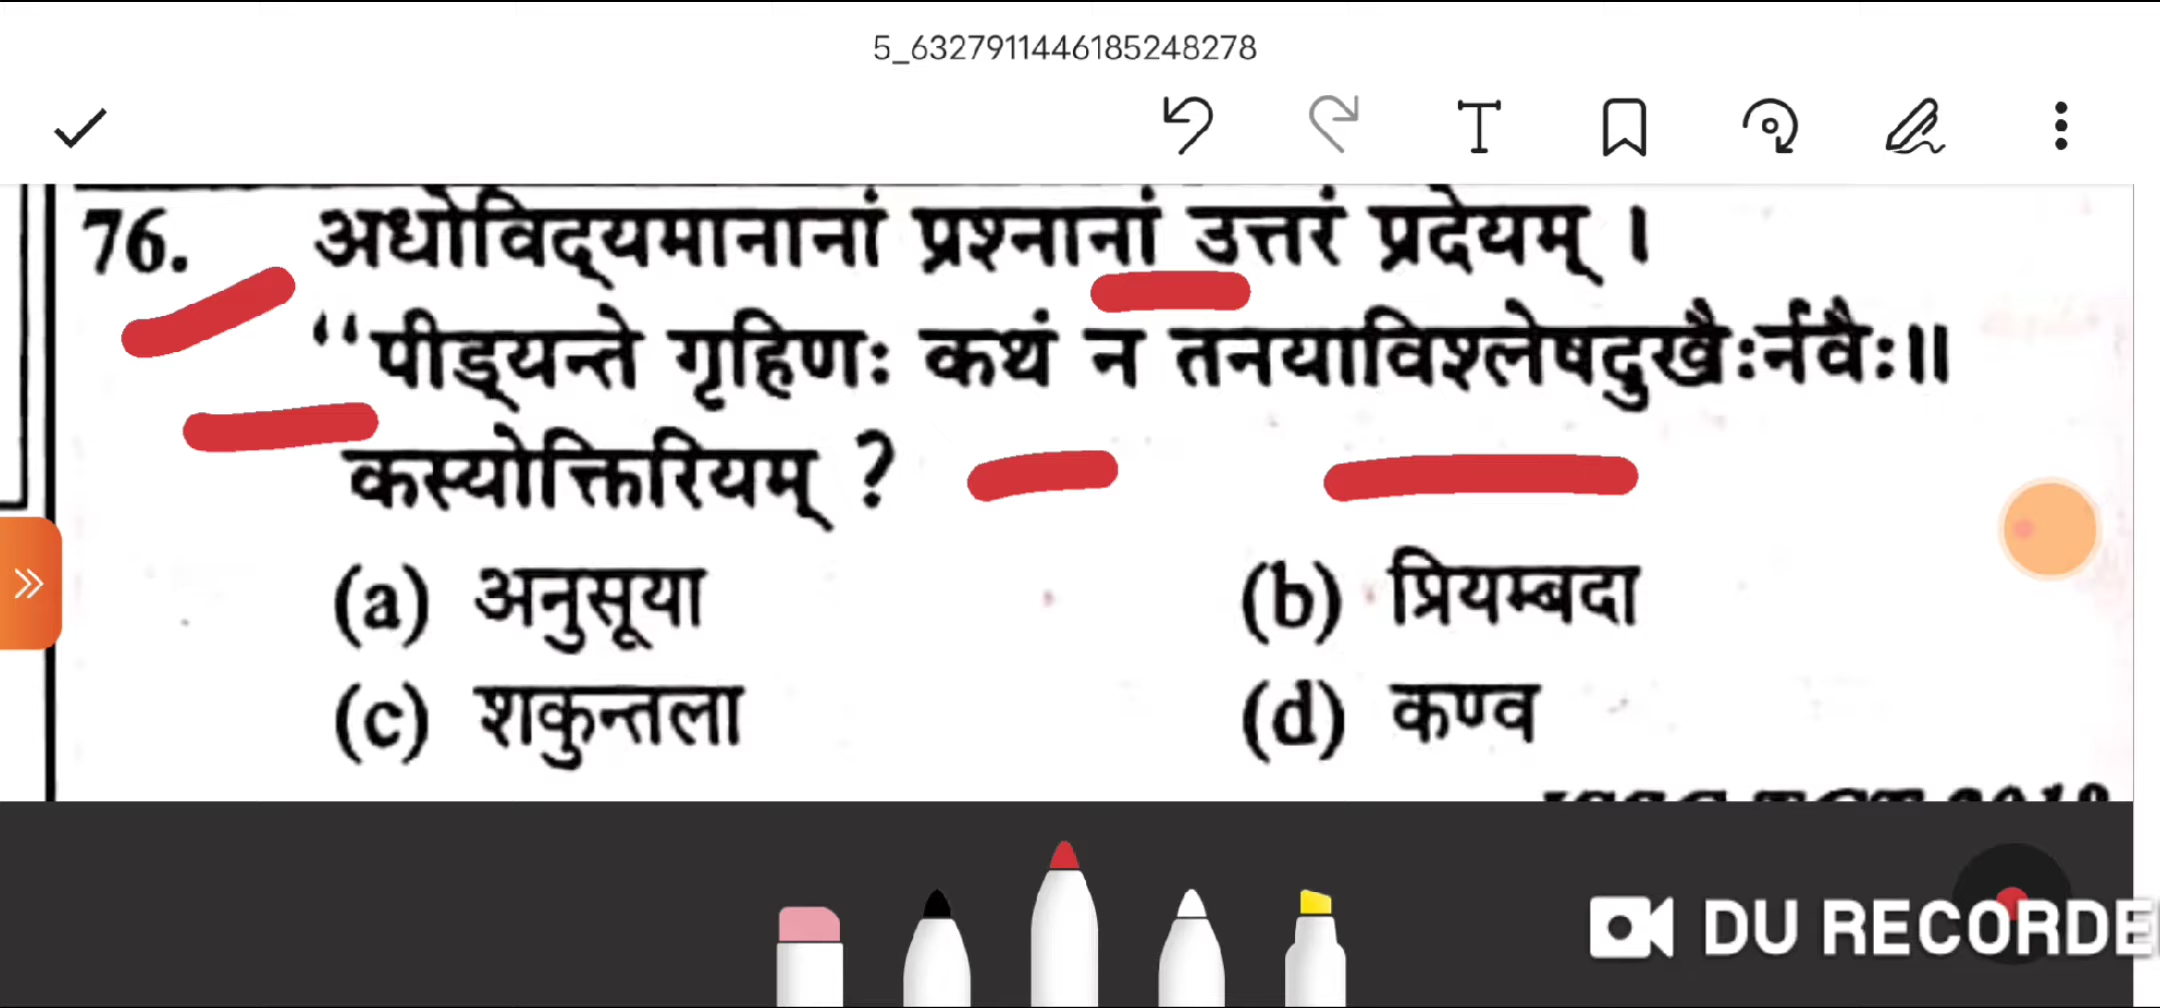 5_6327911446185248278
76. अधोविद्यमानानां प्रश्नानां उत्तरं प्रदेयम् ।
“पीड्यन्ते गृहिणः कथं न तनयाविश्लेषदुखैःर्नवैः॥
कस्योक्तिरियम् ?
(a) अनुसूया (b) प्रियम्बदा
(c) शकुन्तला (d) कण्व
DU RECORDE